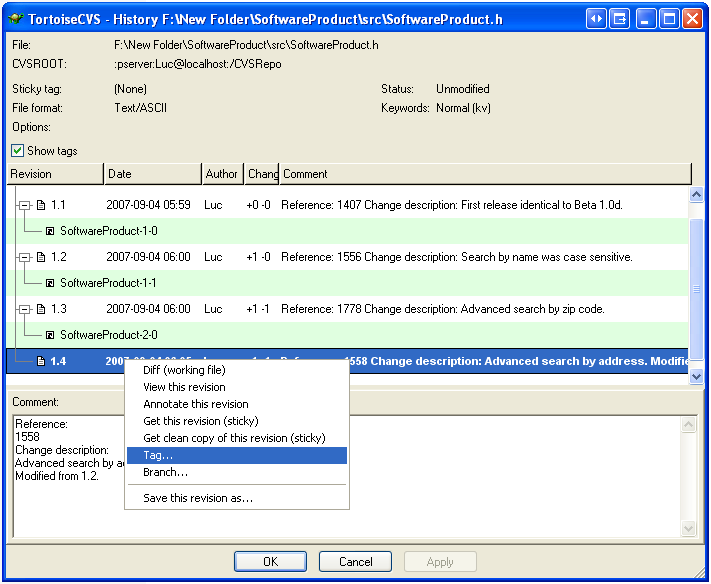 TortoiseCVS - History F:\New Folder\SoftwareProduct\src\SoftwareProduct.h
File: F:\New Folder\SoftwareProduct\src\SoftwareProduct.h
CVSROOT: :pserver:Luc@localhost:/CVSRepo
Sticky tag: (None) Status: Unmodified
File format: Text/ASCII Keywords: Normal (kv)
Options:
Show tags
Revision Date Author Chang Comment
1.1 2007-09-04 05:59 Luc +0 -0 Reference: 1407 Change description: First release identical to Beta 1.0d.
SoftwareProduct-1-0
1.2 2007-09-04 06:00 Luc +1 -0 Reference: 1556 Change description: Search by name was case sensitive.
SoftwareProduct-1-1
1.3 2007-09-04 06:00 Luc +1 -1 Reference: 1778 Change description: Advanced search by zip code.
SoftwareProduct-2-0
1.4 1558 Change description: Advanced search by address. Modifie
Diff (working file)
View this revision
Annotate this revision
Get this revision (sticky)
Get clean copy of this revision (sticky)
Tag...
Branch...
Save this revision as...
Comment:
Reference:
1558
Change description:
Advanced search by
Modified from 1.2.
OK Cancel Apply